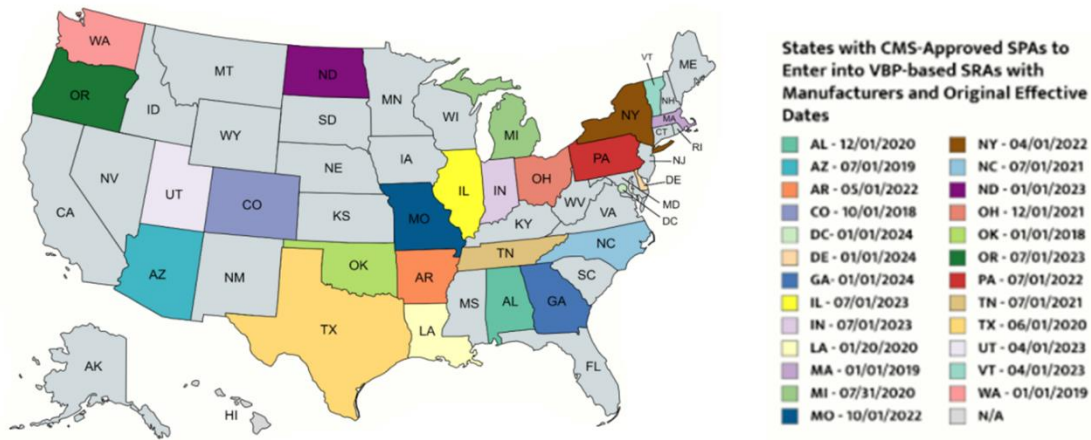 WA
OR
CA
NV
ID
MT
WY
UT
CO
AZ
NM
ND
SD
NE
KS
OK
TX
MN
IA
MO
AR
LA
WI
IL
MI
IN
OH
KY
TN
MS
AL
GA
FL
SC
NC
VA
WV
PA
NY
VT
NH
ME
MA
CT
RI
NJ
DE
MD
DC
AK
HI
States with CMS-Approved SPAs to
Enter into VBP-based SRAs with
Manufacturers and Original Effective
Dates
AL - 12/01/2020
AZ - 07/01/2019
AR - 05/01/2022
CO - 10/01/2018
DC- 01/01/2024
DE - 01/01/2024
GA - 01/01/2024
IL - 07/01/2023
IN - 07/01/2023
LA - 01/20/2020
MA - 01/01/2019
MI - 07/31/2020
MO - 10/01/2022
NY - 04/01/2022
NC - 07/01/2021
ND - 01/01/2023
OH - 12/01/2021
OK - 01/01/2018
OR - 07/01/2023
PA - 07/01/2022
TN - 07/01/2021
TX - 06/01/2020
UT - 04/01/2023
VT - 04/01/2023
WA - 01/01/2019
N/A